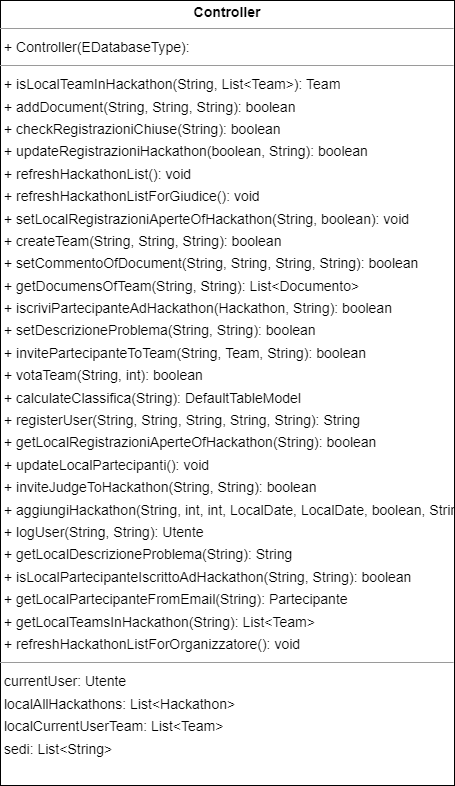 Controller
+ Controller(EDatabaseType):
+ isLocalTeamInHackathon(String, List<Team>): Team
+ addDocument(String, String, String): boolean
+ checkRegistrazioniChiuse(String): boolean
+ updateRegistrazioniHackathon(boolean, String): boolean
+ refreshHackathonList(): void
+ refreshHackathonListForGiudice(): void
+ setLocalRegistrazioniAperteOfHackathon(String, boolean): void
+ createTeam(String, String, String): boolean
+ setCommentoOfDocument(String, String, String, String): boolean
+ getDocumensOfTeam(String, String): List<Documento>
+ iscriviPartecipanteAdHackathon(Hackathon, String): boolean
+ setDescrizioneProblema(String, String): boolean
+ invitePartecipanteToTeam(String, Team, String): boolean
+ votaTeam(String, int): boolean
+ calculateClassifica(String): DefaultTableModel
+ registerUser(String, String, String, String, String): String
+ getLocalRegistrazioniAperteOfHackathon(String): boolean
+ updateLocalPartecipanti(): void
+ inviteJudgeToHackathon(String, String): boolean
+ aggiungiHackathon(String, int, int, LocalDate, LocalDate, boolean, Stri
+ logUser(String, String): Utente
+ getLocalDescrizioneProblema(String): String
+ isLocalPartecipanteIscrittoAdHackathon(String, String): boolean
+ getLocalPartecipanteFromEmail(String): Partecipante
+ getLocalTeamsInHackathon(String): List<Team>
+ refreshHackathonListForOrganizzatore(): void
currentUser: Utente
localAllHackathons: List<Hackathon>
localCurrentUserTeam: List<Team>
sedi: List<String>